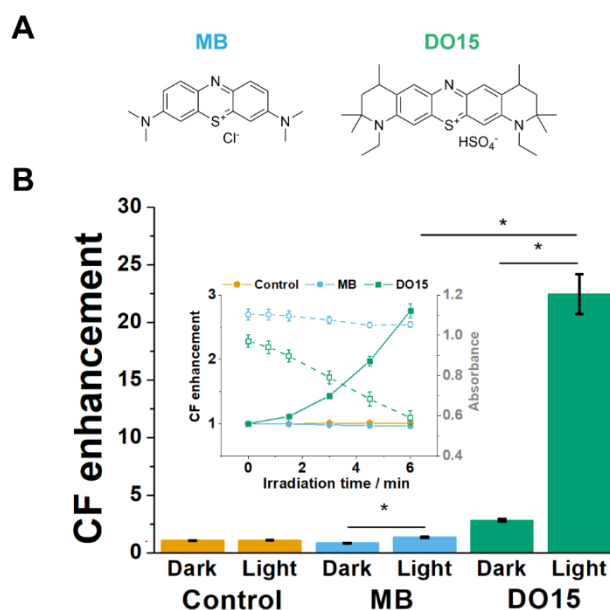 A
MB
DO15
N
N
S+
N
Cl-
N
N
S+
N
HSO4-
B
CF enhancement
30
25
20
15
10
5
0
*
*
*
Control MB DO15
CF enhancement
3
2
1
1.2
1.0
0.8
0.6
0.4
Absorbance
0 2 4 6
Irradiation time / min
Dark Light Dark Light Dark Light
Control MB DO15